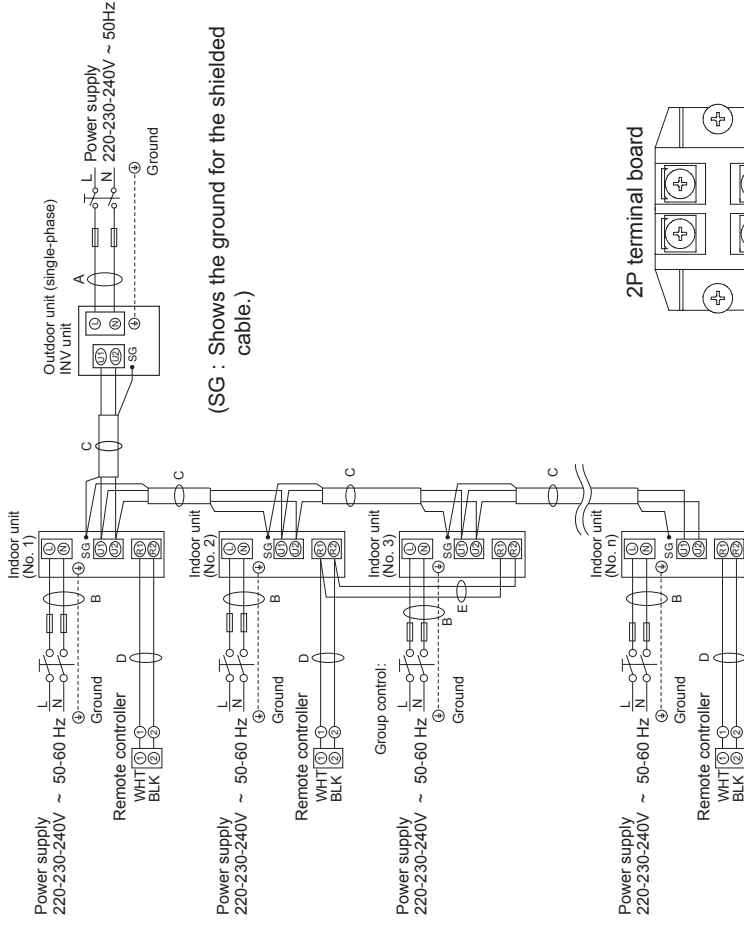 Power supply
220-230-240V ~ 50-60 Hz
L
N
Ground
B
Indoor unit
(No. 1)
L
N
SG
U1
U2
R1
R2
Remote controller
WHT
BLK
1
2
1
2
D
C
Outdoor unit (single-phase)
INV unit
U1
U2
SG
L
N
A
L
N
Power supply
220-230-240V ~ 50Hz
Ground
C
Power supply
220-230-240V ~ 50-60 Hz
L
N
Ground
B
Indoor unit
(No. 2)
L
N
SG
U1
U2
R1
R2
Remote controller
WHT
BLK
1
2
1
2
D
C
(SG : Shows the ground for the shielded
cable.)
Group control:
Power supply
220-230-240V ~ 50-60 Hz
L
N
Ground
B
E
Indoor unit
(No. 3)
L
N
SG
U1
U2
R1
R2
C
Power supply
220-230-240V ~ 50-60 Hz
L
N
Ground
B
Indoor unit
(No. n)
L
N
SG
U1
U2
R1
R2
Remote controller
WHT
BLK
1
2
1
2
D
2P terminal board